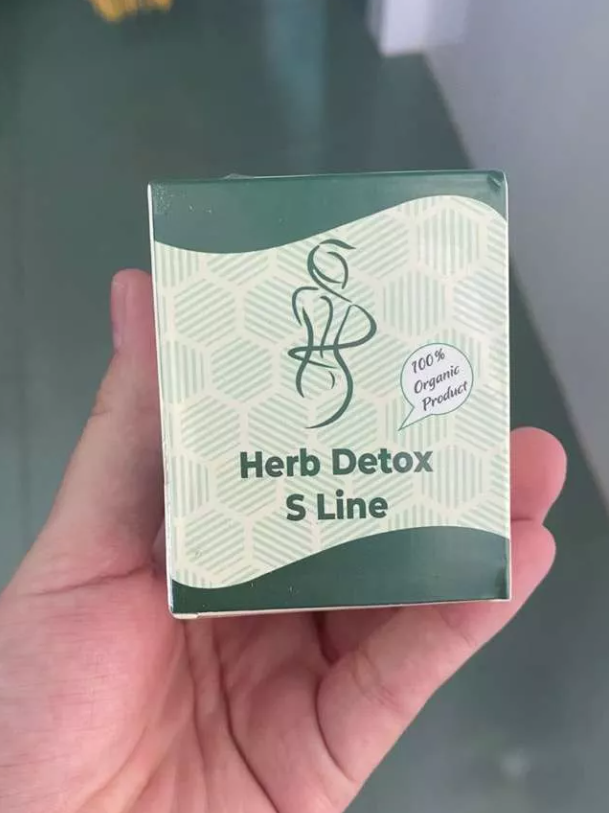 100%
Organic
Product
Herb Detox
S Line